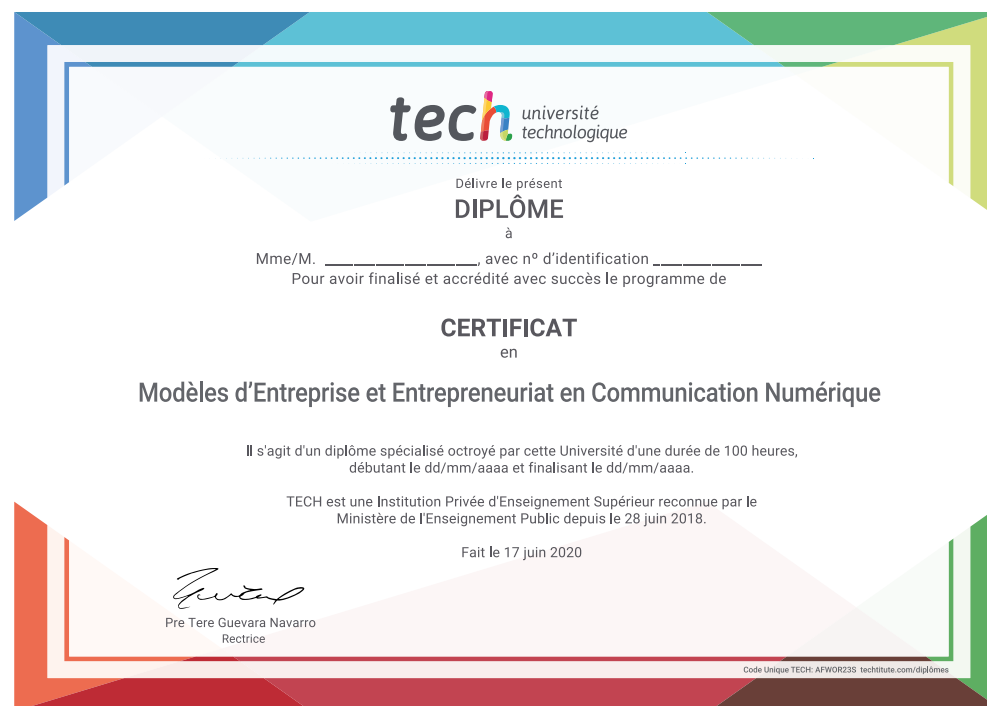 tech université
technologique
Délivre le présent
DIPLÔME
à
Mme/M. _________________, avec nº d'identification ____________
Pour avoir finalisé et accrédité avec succès le programme de
CERTIFICAT
en
Modèles d'Entreprise et Entrepreneuriat en Communication Numérique
Il s'agit d'un diplôme spécialisé octroyé par cette Université d'une durée de 100 heures,
débutant le dd/mm/aaaa et finalisant le dd/mm/aaaa.
TECH est une Institution Privée d'Enseignement Supérieur reconnue par le
Ministère de l'Enseignement Public depuis le 28 juin 2018.
Fait le 17 juin 2020
Pre Tere Guevara Navarro
Rectrice
Code Unique TECH: AFWOR23S techtitute.com/diplômes